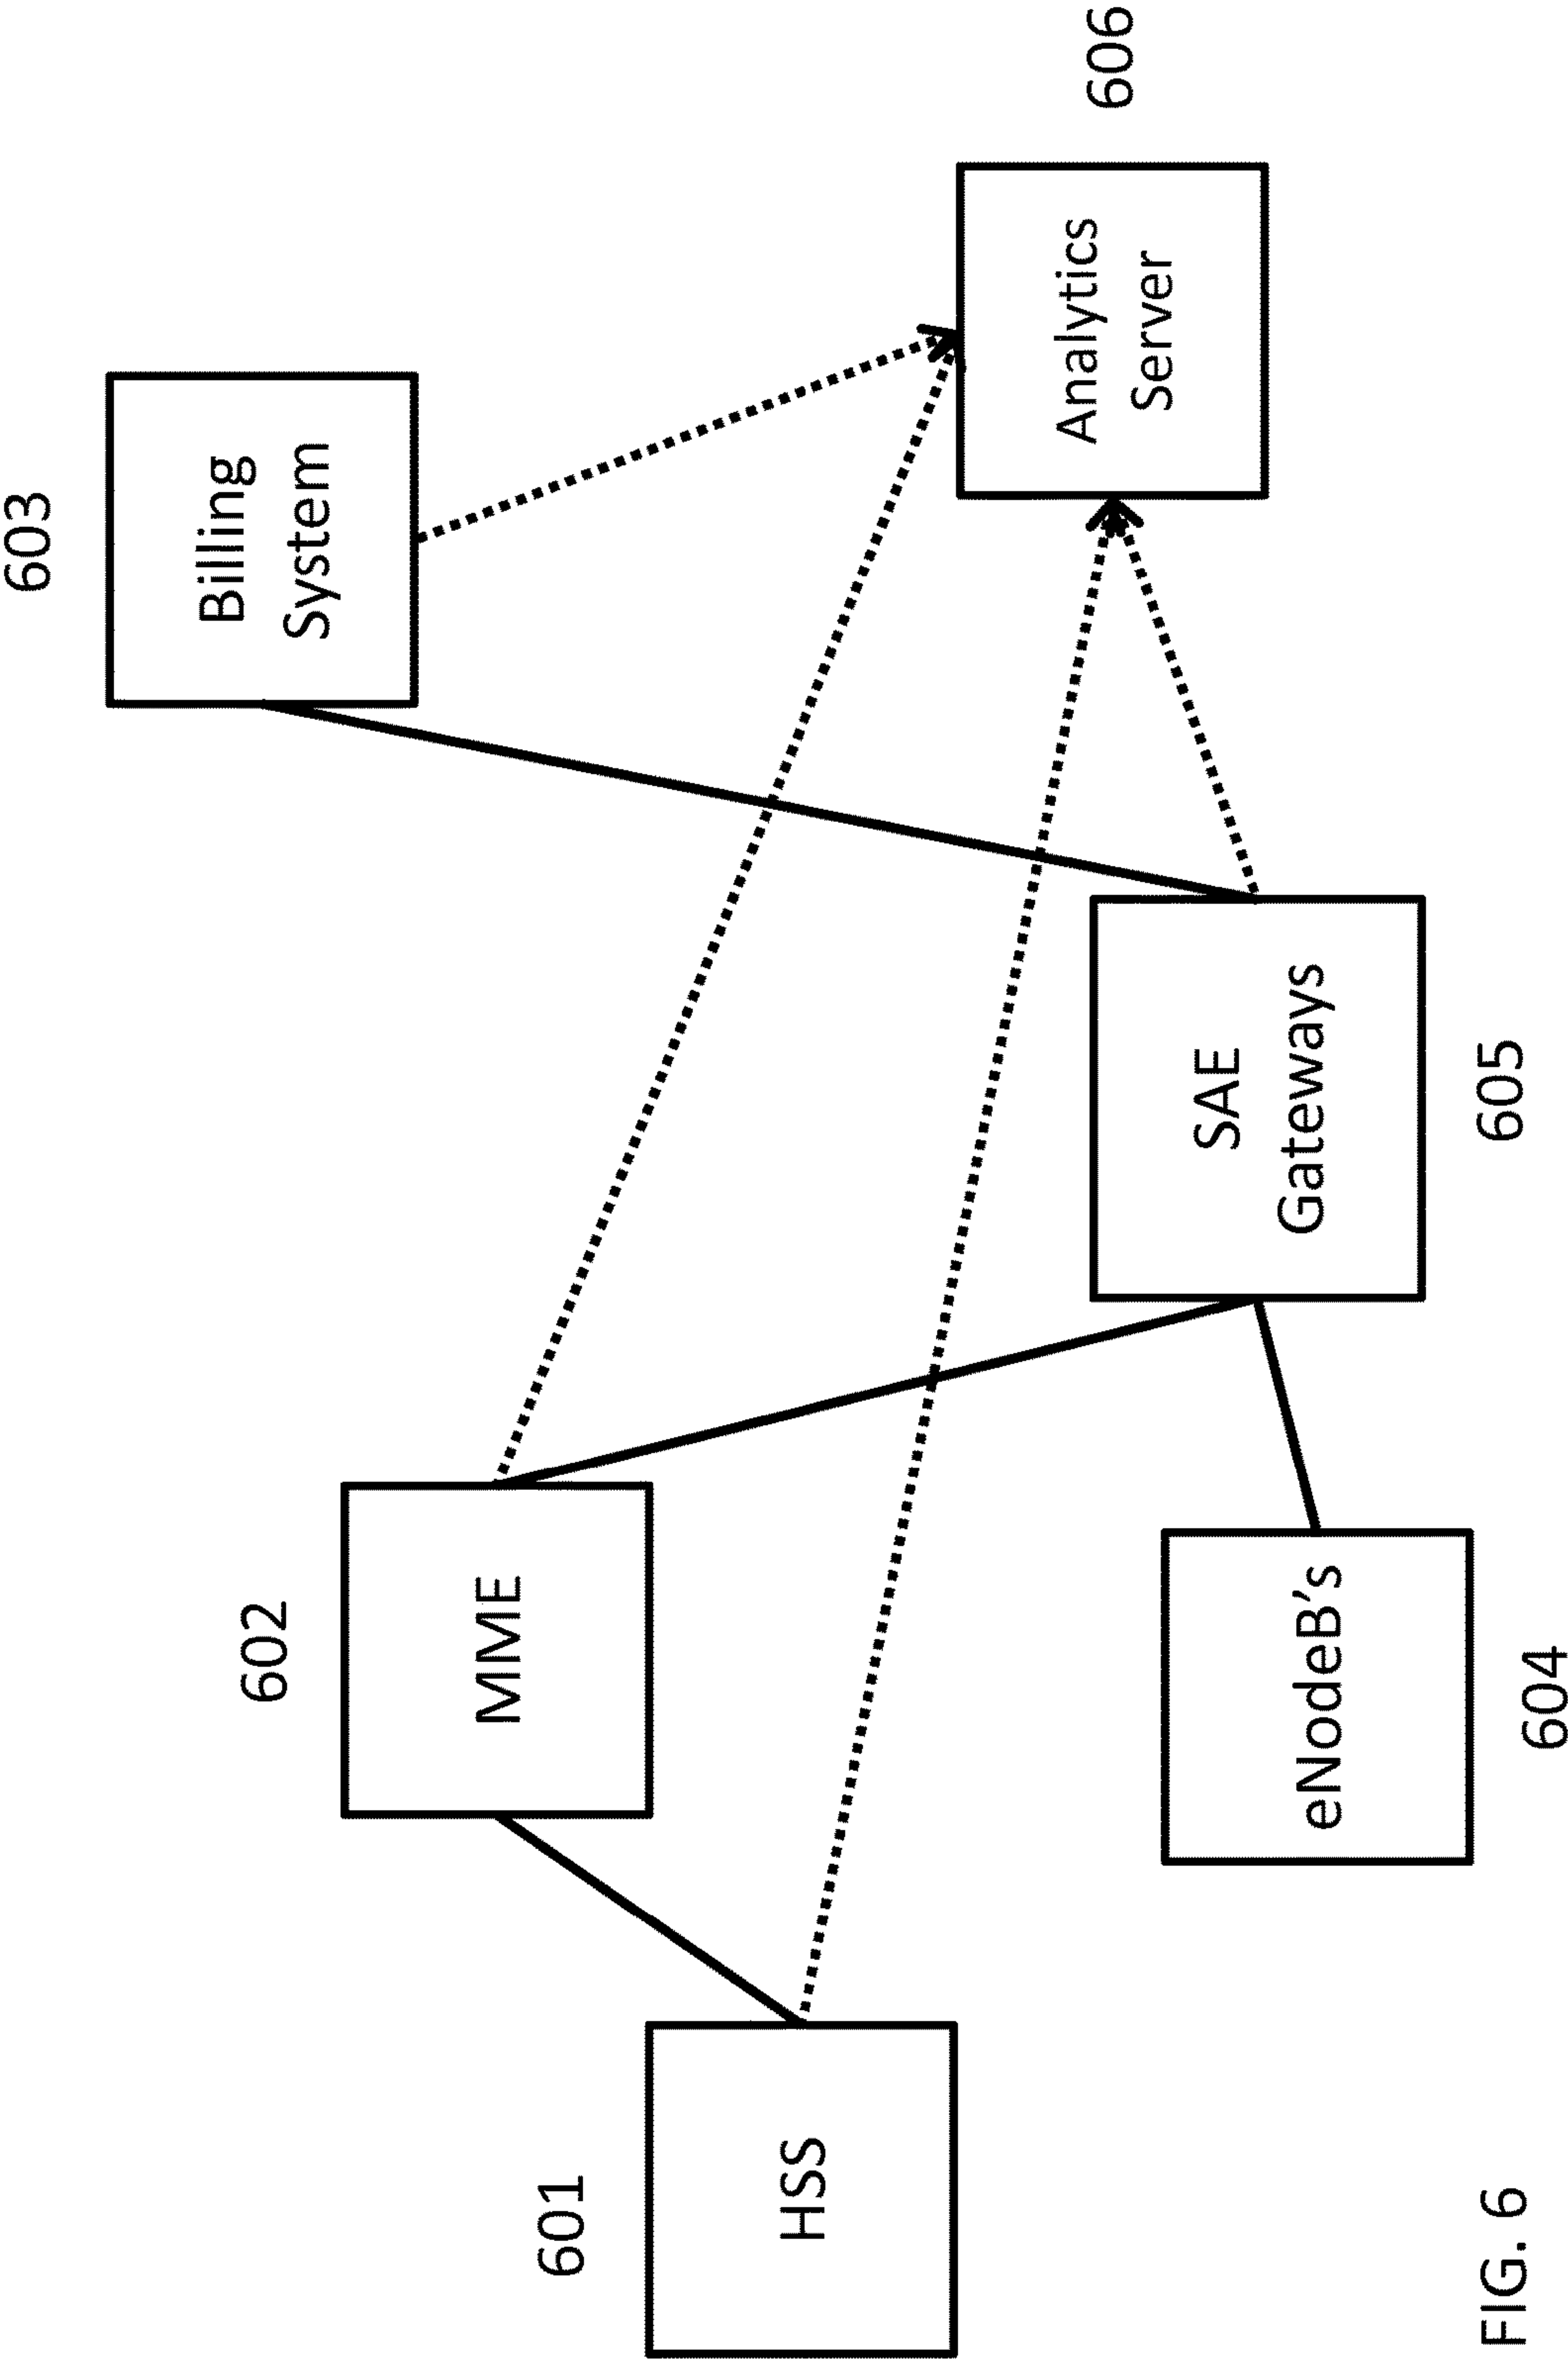 603
Billing
System
602
MME
601
HSS
Analytics
Server
606
SAE
Gateways
605
eNodeB's
604
FIG. 6